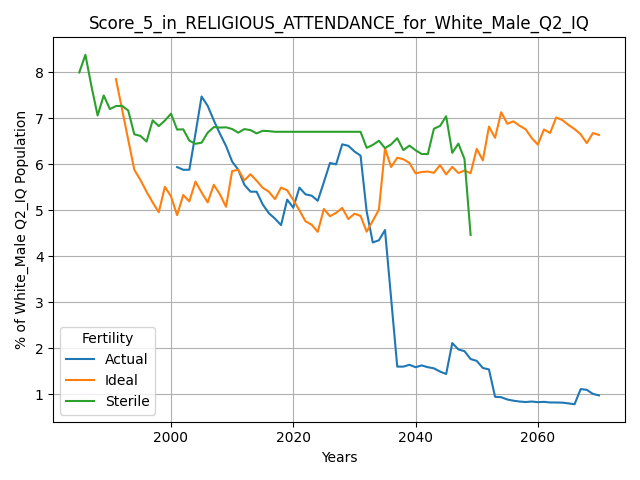 Score_5_in_RELIGIOUS_ATTENDANCE_for_White_Male_Q2_IQ
% of White_Male Q2_IQ Population
8
7
6
5
4
3
2
1
Fertility
Actual
Ideal
Sterile
2000 2020 2040 2060
Years